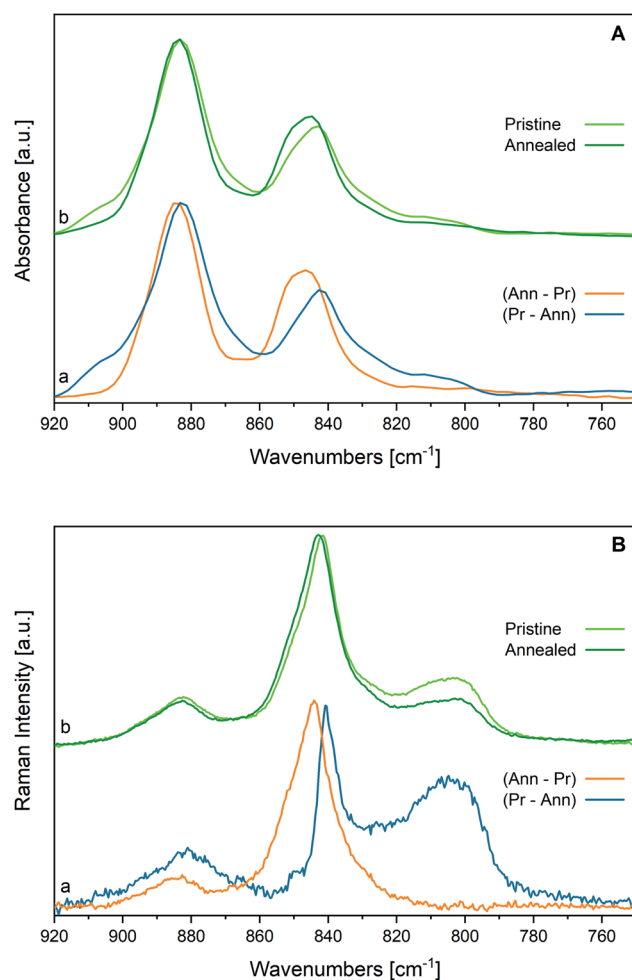 A
Absorbance [a.u.]
Pristine
Annealed
b
(Ann - Pr)
(Pr - Ann)
a
920 900 880 860 840 820 800 780 760
Wavenumbers [cm⁻¹]
B
Raman Intensity [a.u.]
Pristine
Annealed
b
(Ann - Pr)
(Pr - Ann)
a
920 900 880 860 840 820 800 780 760
Wavenumbers [cm⁻¹]